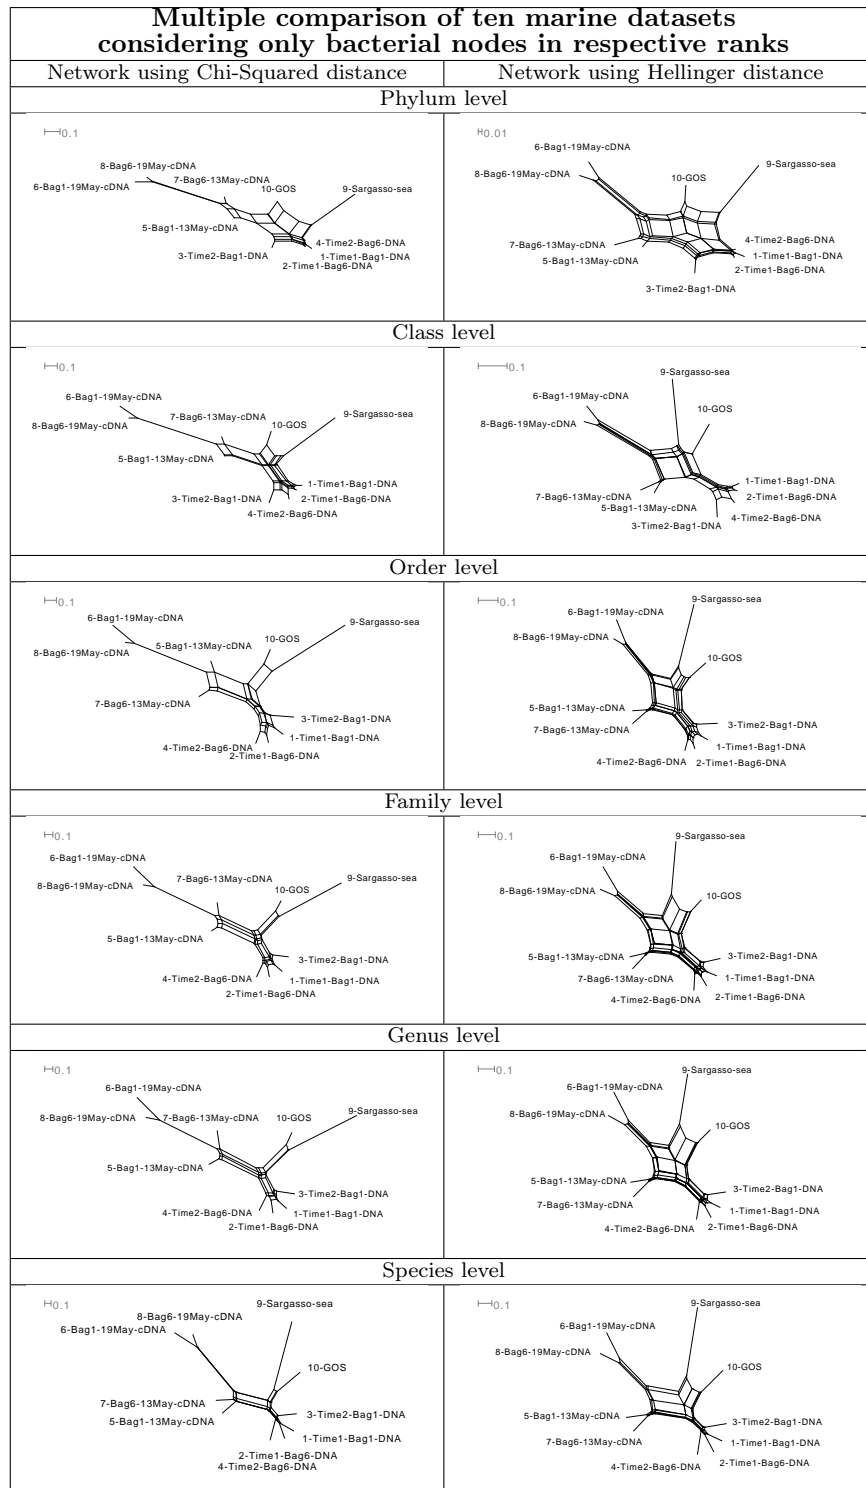 Multiple comparison of ten marine datasets
considering only bacterial nodes in respective ranks
Network using Chi-Squared distance
Network using Hellinger distance
Phylum level
0.1
8-Bag6-19May-cDNA
7-Bag6-13May-cDNA
6-Bag1-19May-cDNA
10-GOS
9-Sargasso-sea
5-Bag1-13May-cDNA
4-Time2-Bag6-DNA
3-Time2-Bag1-DNA
1-Time1-Bag1-DNA
2-Time1-Bag6-DNA
0.01
6-Bag1-19May-cDNA
9-Sargasso-sea
8-Bag6-19May-cDNA
10-GOS
7-Bag6-13May-cDNA
4-Time2-Bag6-DNA
5-Bag1-13May-cDNA
1-Time1-Bag1-DNA
2-Time1-Bag6-DNA
3-Time2-Bag1-DNA
Class level
0.1
6-Bag1-19May-cDNA
7-Bag6-13May-cDNA
9-Sargasso-sea
8-Bag6-19May-cDNA
10-GOS
5-Bag1-13May-cDNA
1-Time1-Bag1-DNA
3-Time2-Bag1-DNA
2-Time1-Bag6-DNA
4-Time2-Bag6-DNA
0.1
9-Sargasso-sea
6-Bag1-19May-cDNA
8-Bag6-19May-cDNA
10-GOS
1-Time1-Bag1-DNA
7-Bag6-13May-cDNA
2-Time1-Bag6-DNA
5-Bag1-13May-cDNA
4-Time2-Bag6-DNA
3-Time2-Bag1-DNA
Order level
0.1
6-Bag1-19May-cDNA
9-Sargasso-sea
10-GOS
5-Bag1-13May-cDNA
8-Bag6-19May-cDNA
7-Bag6-13May-cDNA
3-Time2-Bag1-DNA
1-Time1-Bag1-DNA
4-Time2-Bag6-DNA
2-Time1-Bag6-DNA
0.1
9-Sargasso-sea
6-Bag1-19May-cDNA
8-Bag6-19May-cDNA
10-GOS
5-Bag1-13May-cDNA
3-Time2-Bag1-DNA
7-Bag6-13May-cDNA
1-Time1-Bag1-DNA
4-Time2-Bag6-DNA
2-Time1-Bag6-DNA
Family level
0.1
6-Bag1-19May-cDNA
7-Bag6-13May-cDNA
9-Sargasso-sea
8-Bag6-19May-cDNA
10-GOS
5-Bag1-13May-cDNA
3-Time2-Bag1-DNA
4-Time2-Bag6-DNA
1-Time1-Bag1-DNA
2-Time1-Bag6-DNA
0.1
9-Sargasso-sea
6-Bag1-19May-cDNA
8-Bag6-19May-cDNA
10-GOS
5-Bag1-13May-cDNA
3-Time2-Bag1-DNA
7-Bag6-13May-cDNA
1-Time1-Bag1-DNA
4-Time2-Bag6-DNA
2-Time1-Bag6-DNA
Genus level
0.1
6-Bag1-19May-cDNA
9-Sargasso-sea
8-Bag6-19May-cDNA
7-Bag6-13May-cDNA
10-GOS
5-Bag1-13May-cDNA
3-Time2-Bag1-DNA
4-Time2-Bag6-DNA
1-Time1-Bag1-DNA
2-Time1-Bag6-DNA
0.1
9-Sargasso-sea
6-Bag1-19May-cDNA
8-Bag6-19May-cDNA
10-GOS
5-Bag1-13May-cDNA
3-Time2-Bag1-DNA
7-Bag6-13May-cDNA
1-Time1-Bag1-DNA
4-Time2-Bag6-DNA
2-Time1-Bag6-DNA
Species level
0.1
9-Sargasso-sea
8-Bag6-19May-cDNA
6-Bag1-19May-cDNA
10-GOS
7-Bag6-13May-cDNA
5-Bag1-13May-cDNA
3-Time2-Bag1-DNA
1-Time1-Bag1-DNA
2-Time1-Bag6-DNA
4-Time2-Bag6-DNA
0.1
9-Sargasso-sea
6-Bag1-19May-cDNA
8-Bag6-19May-cDNA
10-GOS
5-Bag1-13May-cDNA
3-Time2-Bag1-DNA
7-Bag6-13May-cDNA
1-Time1-Bag1-DNA
4-Time2-Bag6-DNA
2-Time1-Bag6-DNA